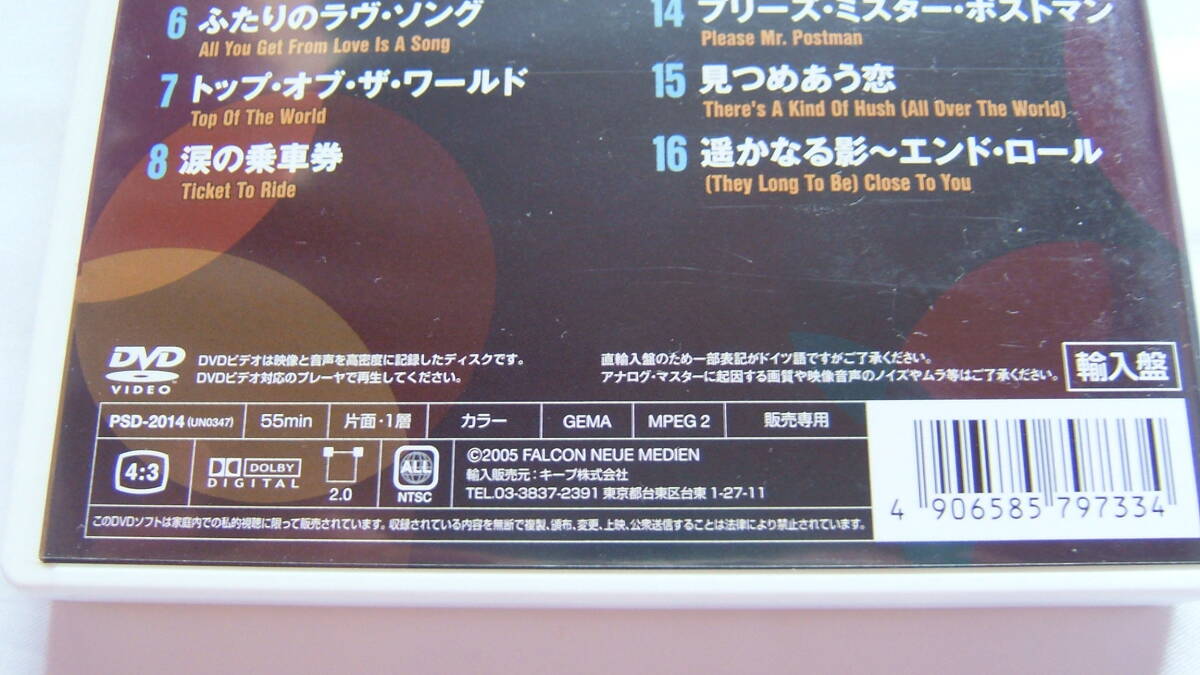 6 ふたりのラヴ・ソング
All You Get From Love Is A Song
7 トップ・オブ・ザ・ワールド
Top Of The World
8 涙の乗車券
Ticket To Ride
14 プリーズ・ミスター・ポストマン
Please Mr. Postman
15 見つめあう恋
There's A Kind Of Hush (All Over The World)
16 遥かなる影～エンド・ロール
(They Long To Be) Close To You
DVD VIDEO
DVDビデオは映像と音声を高密度に記録したディスクです。
DVDビデオ対応のプレーヤで再生してください。
直輸入盤のため一部表記がドイツ語ですがご了承ください。
アナログ・マスターに起因する画質や映像音声のノイズやムラ等はご了承ください。
輸入盤
PSD-2014 (UN0347) 55min 片面・1層 カラー GEMA MPEG 2 販売専用
4:3 DOLBY DIGITAL 2.0 ALL NTSC
©2005 FALCON NEUE MEDIEN
輸入販売元：キープ株式会社
TEL.03-3837-2391 東京都台東区台東 1-27-11
このDVDソフトは家庭内での私的視聴に限って販売されています。収録されている内容を無断で複製、頒布、変更、上映、公衆送信することは法律により禁止されています。
4 906585 797334